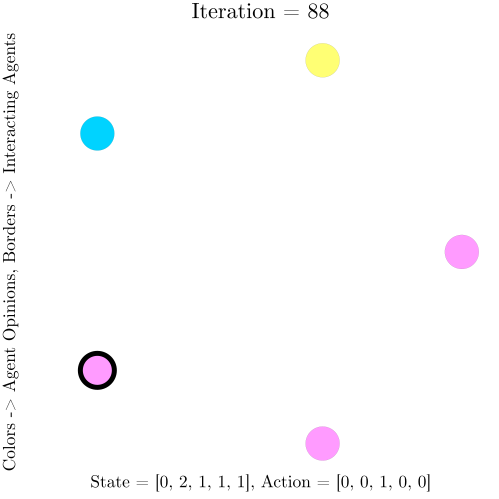 Iteration = 88
Colors -> Agent Opinions, Borders -> Interacting Agents
State = [0, 2, 1, 1, 1], Action = [0, 0, 1, 0, 0]